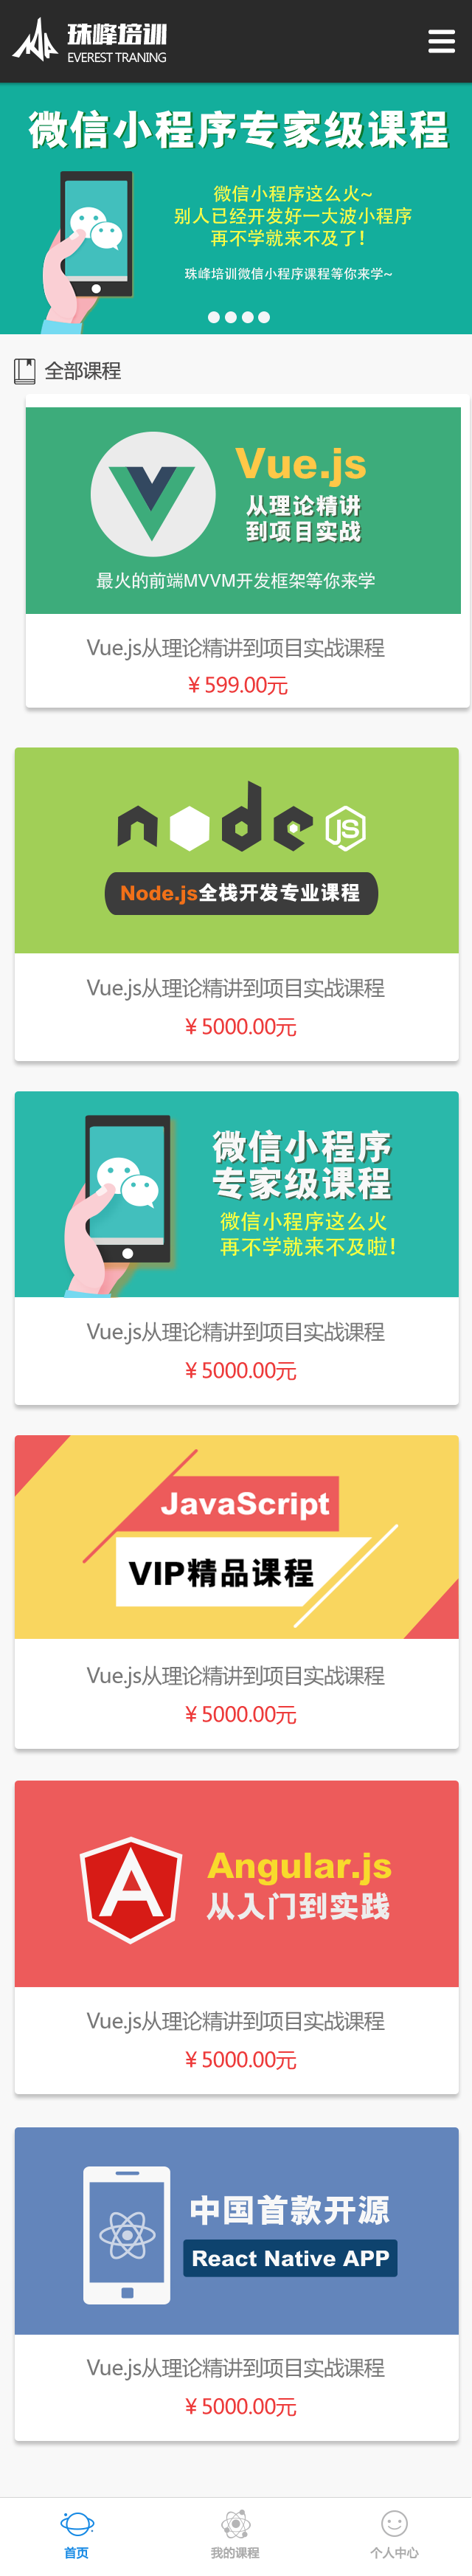 珠峰培训
EVEREST TRANING
微信小程序专家级课程
微信小程序这么火~
别人已经开发好一大波小程序
再不学就来不及了!
珠峰培训微信小程序课程等你来学~
全部课程
Vue.js
从理论精讲
到项目实战
最火的前端MVVM开发框架等你来学
Vue.js从理论精讲到项目实战课程
¥ 599.00元
node JS
Node.js全栈开发专业课程
Vue.js从理论精讲到项目实战课程
¥ 5000.00元
微信小程序
专家级课程
微信小程序这么火
再不学就来不及啦!
Vue.js从理论精讲到项目实战课程
¥ 5000.00元
JavaScript
VIP精品课程
Vue.js从理论精讲到项目实战课程
¥ 5000.00元
A
Angular.js
从入门到实践
Vue.js从理论精讲到项目实战课程
¥ 5000.00元
中国首款开源
React Native APP
Vue.js从理论精讲到项目实战课程
¥ 5000.00元
首页 我的课程 个人中心